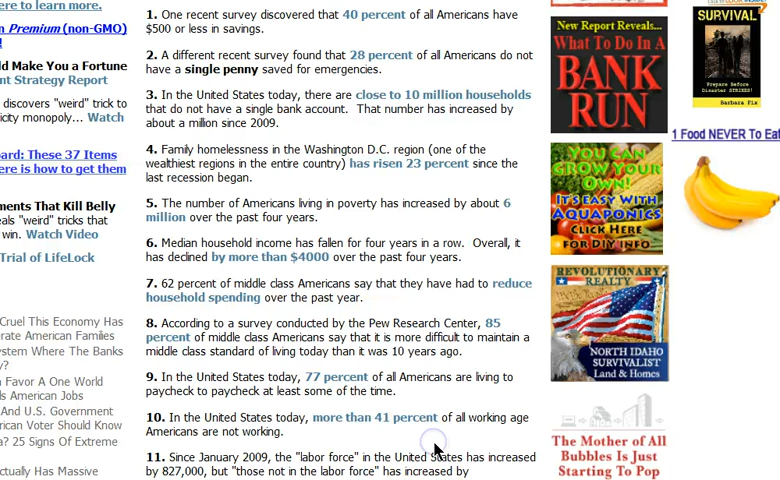 ere to learn more.
n Premium (non-GMO)
!
ld Make You a Fortune
nt Strategy Report
discovers "weird" trick to
icity monopoly... Watch
ard: These 37 Items
ere is how to get them
ments That Kill Belly
eals "weird" tricks that
win. Watch Video
Trial of LifeLock
Cruel This Economy Has
erate American Families
ystem Where The Banks
y?
n Favor A One World
ls American Jobs
And U.S. Government
rican Voter Should Know
a? 25 Signs Of Extreme
ctually Has Massive
1. One recent survey discovered that 40 percent of all Americans have
$500 or less in savings.
2. A different recent survey found that 28 percent of all Americans do not
have a single penny saved for emergencies.
3. In the United States today, there are close to 10 million households
that do not have a single bank account. That number has increased by
about a million since 2009.
4. Family homelessness in the Washington D.C. region (one of the
wealthiest regions in the entire country) has risen 23 percent since the
last recession began.
5. The number of Americans living in poverty has increased by about 6
million over the past four years.
6. Median household income has fallen for four years in a row. Overall, it
has declined by more than $4000 over the past four years.
7. 62 percent of middle class Americans say that they have had to reduce
household spending over the past year.
8. According to a survey conducted by the Pew Research Center, 85
percent of middle class Americans say that it is more difficult to maintain a
middle class standard of living today than it was 10 years ago.
9. In the United States today, 77 percent of all Americans are living to
paycheck to paycheck at least some of the time.
10. In the United States today, more than 41 percent of all working age
Americans are not working.
11. Since January 2009, the "labor force" in the United States has increased
by 827,000, but "those not in the labor force" has increased by
New Report Reveals...
What To Do In A
BANK
RUN
YOU CAN
GROW YOUR
OWN!
IT'S EASY WITH
AQUAPONICS
CLICK HERE
FOR DIY INFO
REVOLUTIONARY
REALTY
NORTH IDAHO
SURVIVALIST
Land & Homes
The Mother of All
Bubbles Is Just
Starting To Pop
SURVIVAL
Prepare Before
Disaster STRIKES!
Barbara Fix
1 Food NEVER To Eat